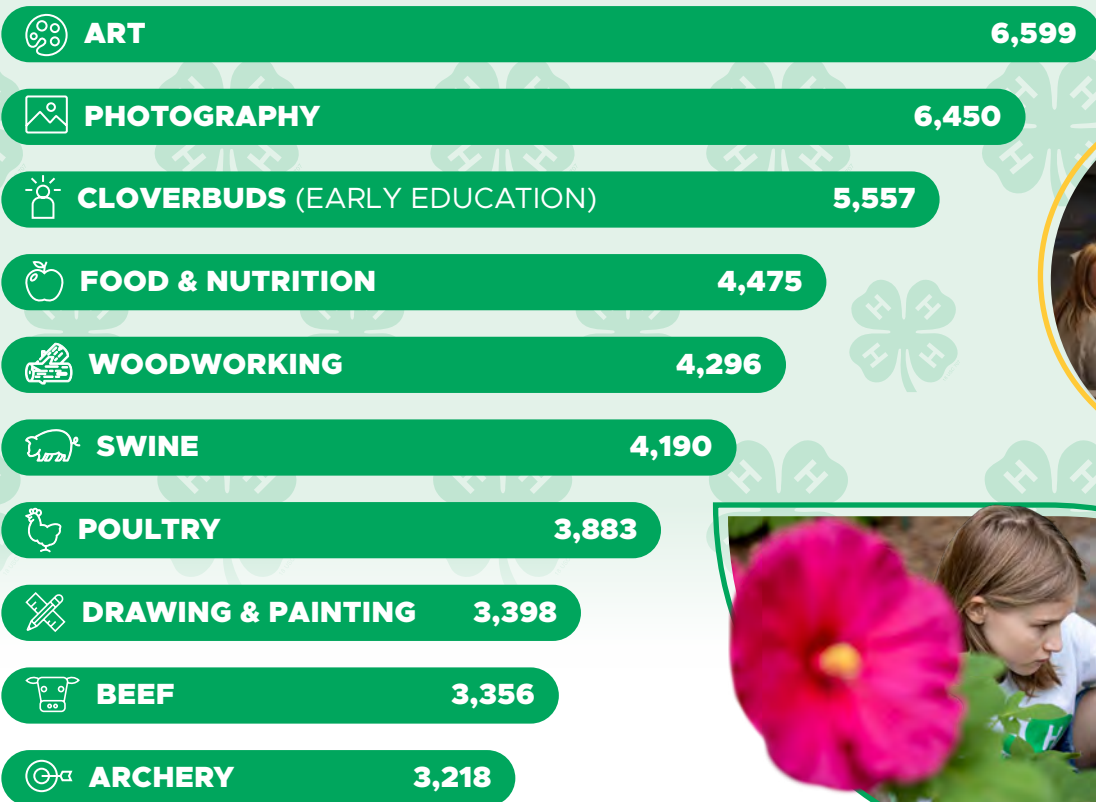 ART 6,599
PHOTOGRAPHY 6,450
CLOVERBUDS (EARLY EDUCATION) 5,557
FOOD & NUTRITION 4,475
WOODWORKING 4,296
SWINE 4,190
POULTRY 3,883
DRAWING & PAINTING 3,398
BEEF 3,356
ARCHERY 3,218